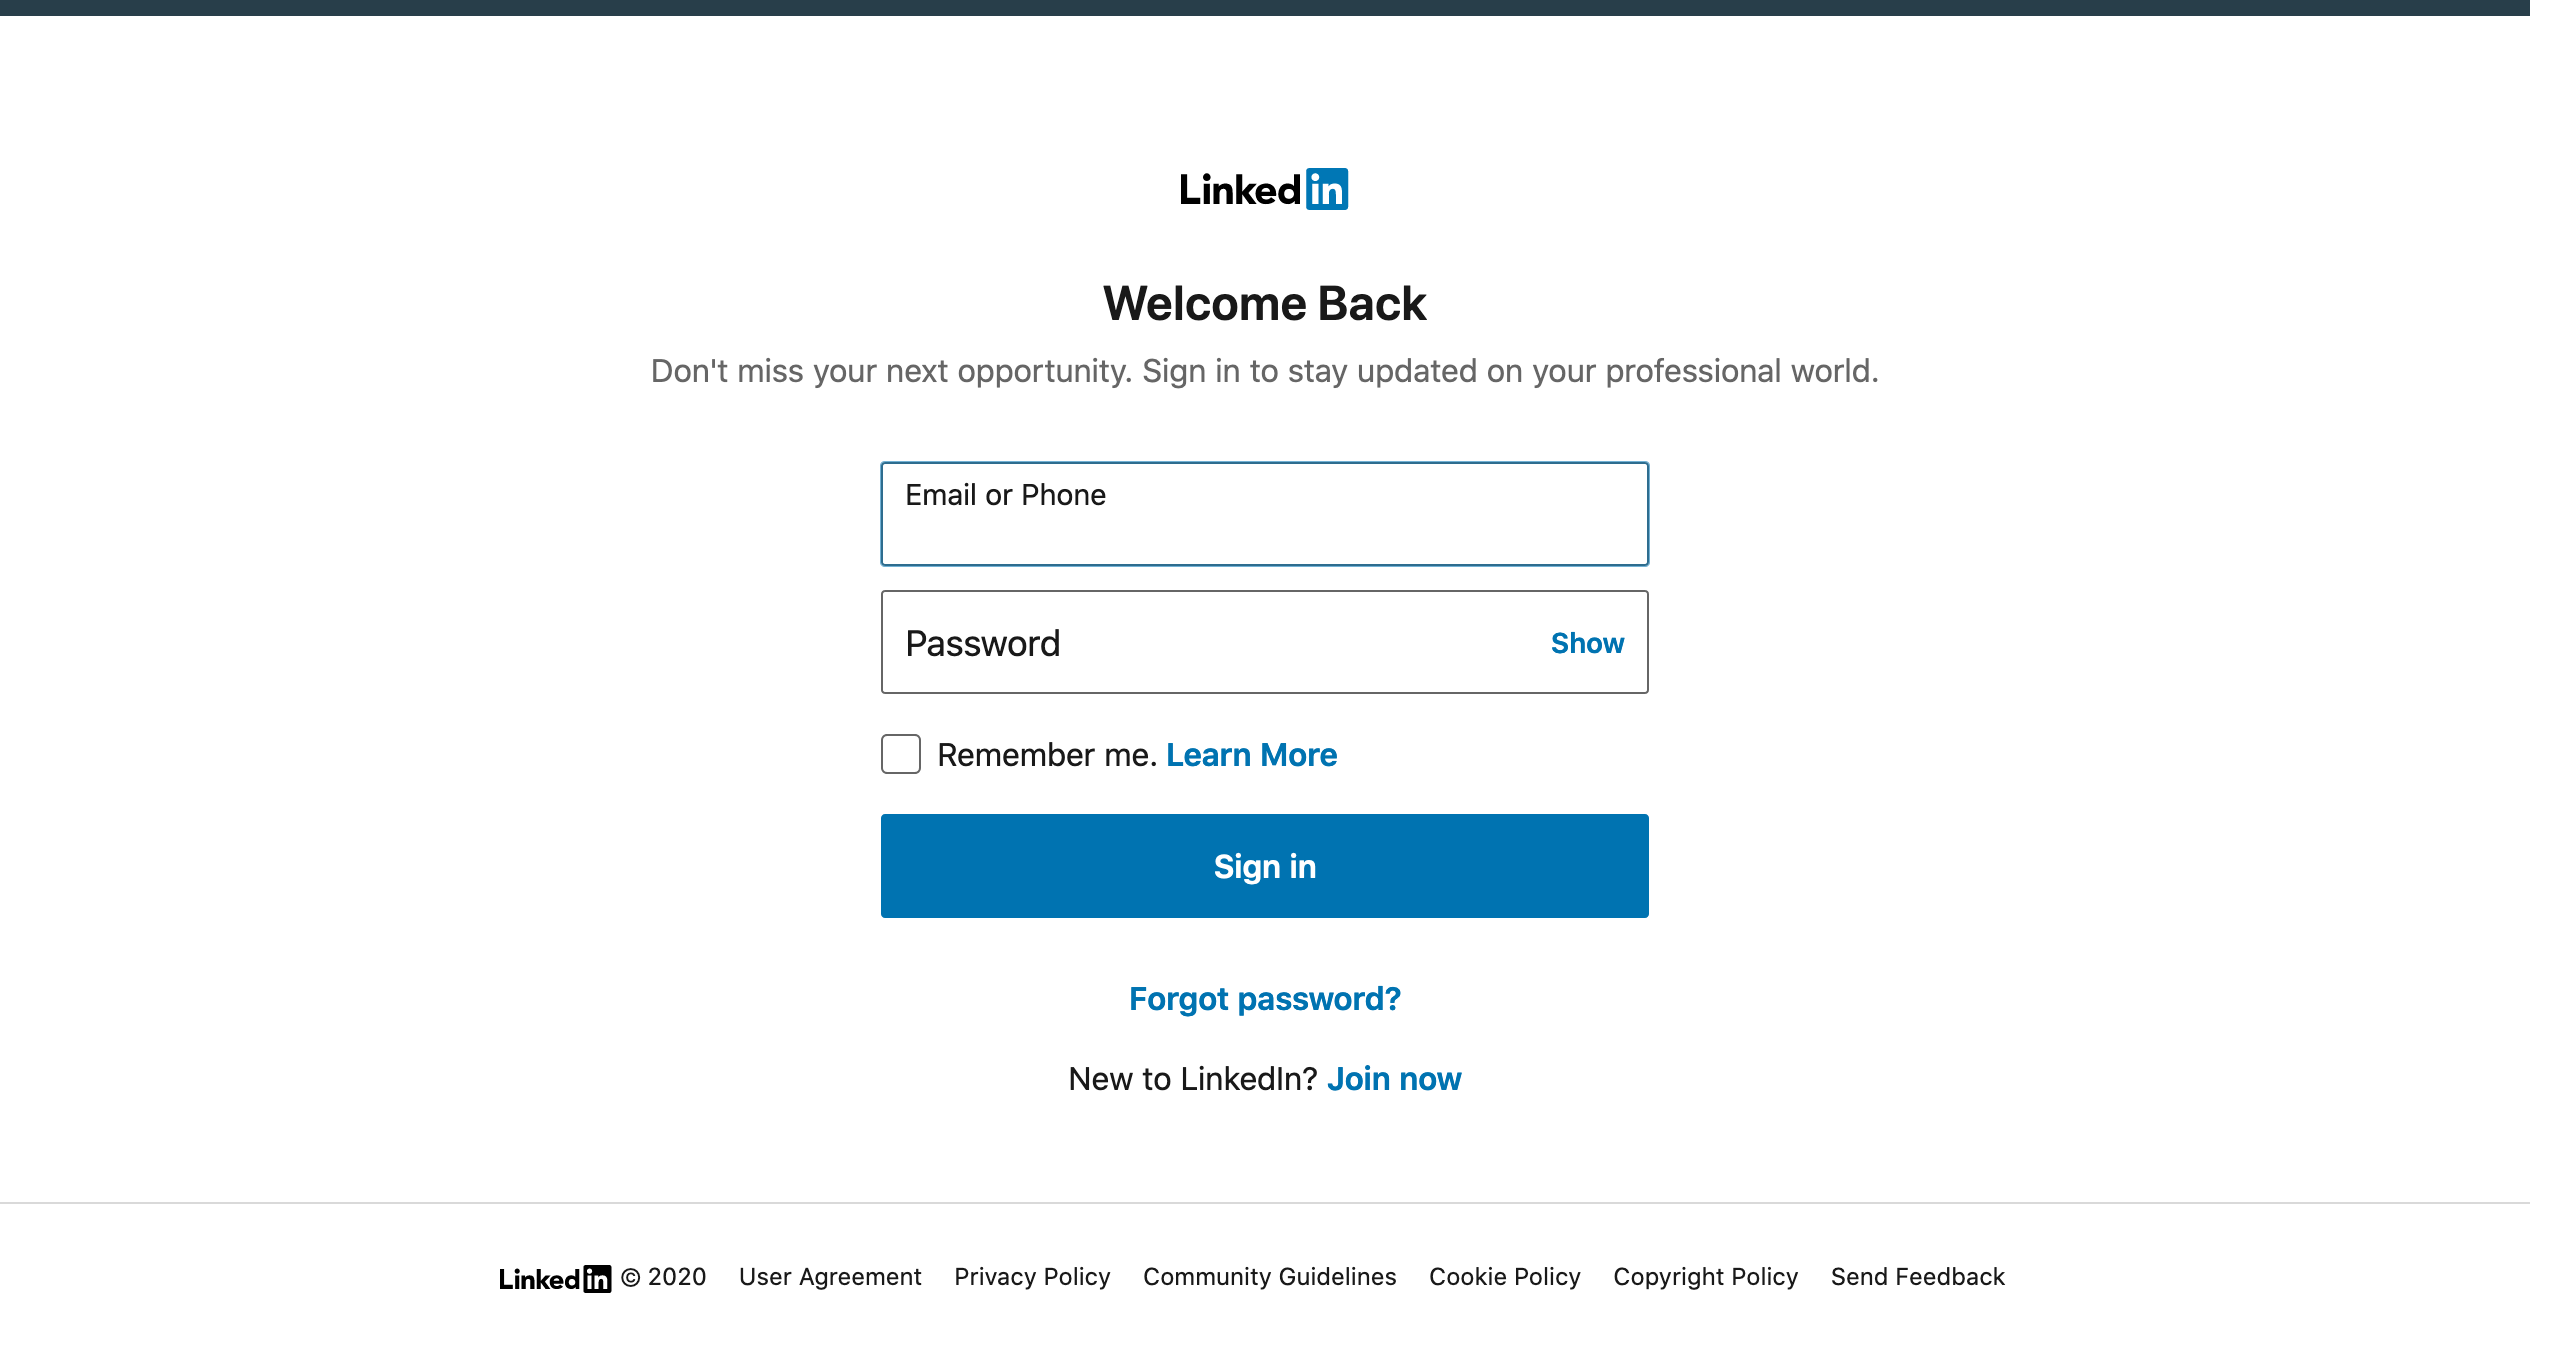 Linkedin
Welcome Back
Don't miss your next opportunity. Sign in to stay updated on your professional world.
Email or Phone
Password Show
Remember me. Learn More
Sign in
Forgot password?
New to LinkedIn? Join now
Linkedin © 2020 User Agreement Privacy Policy Community Guidelines Cookie Policy Copyright Policy Send Feedback